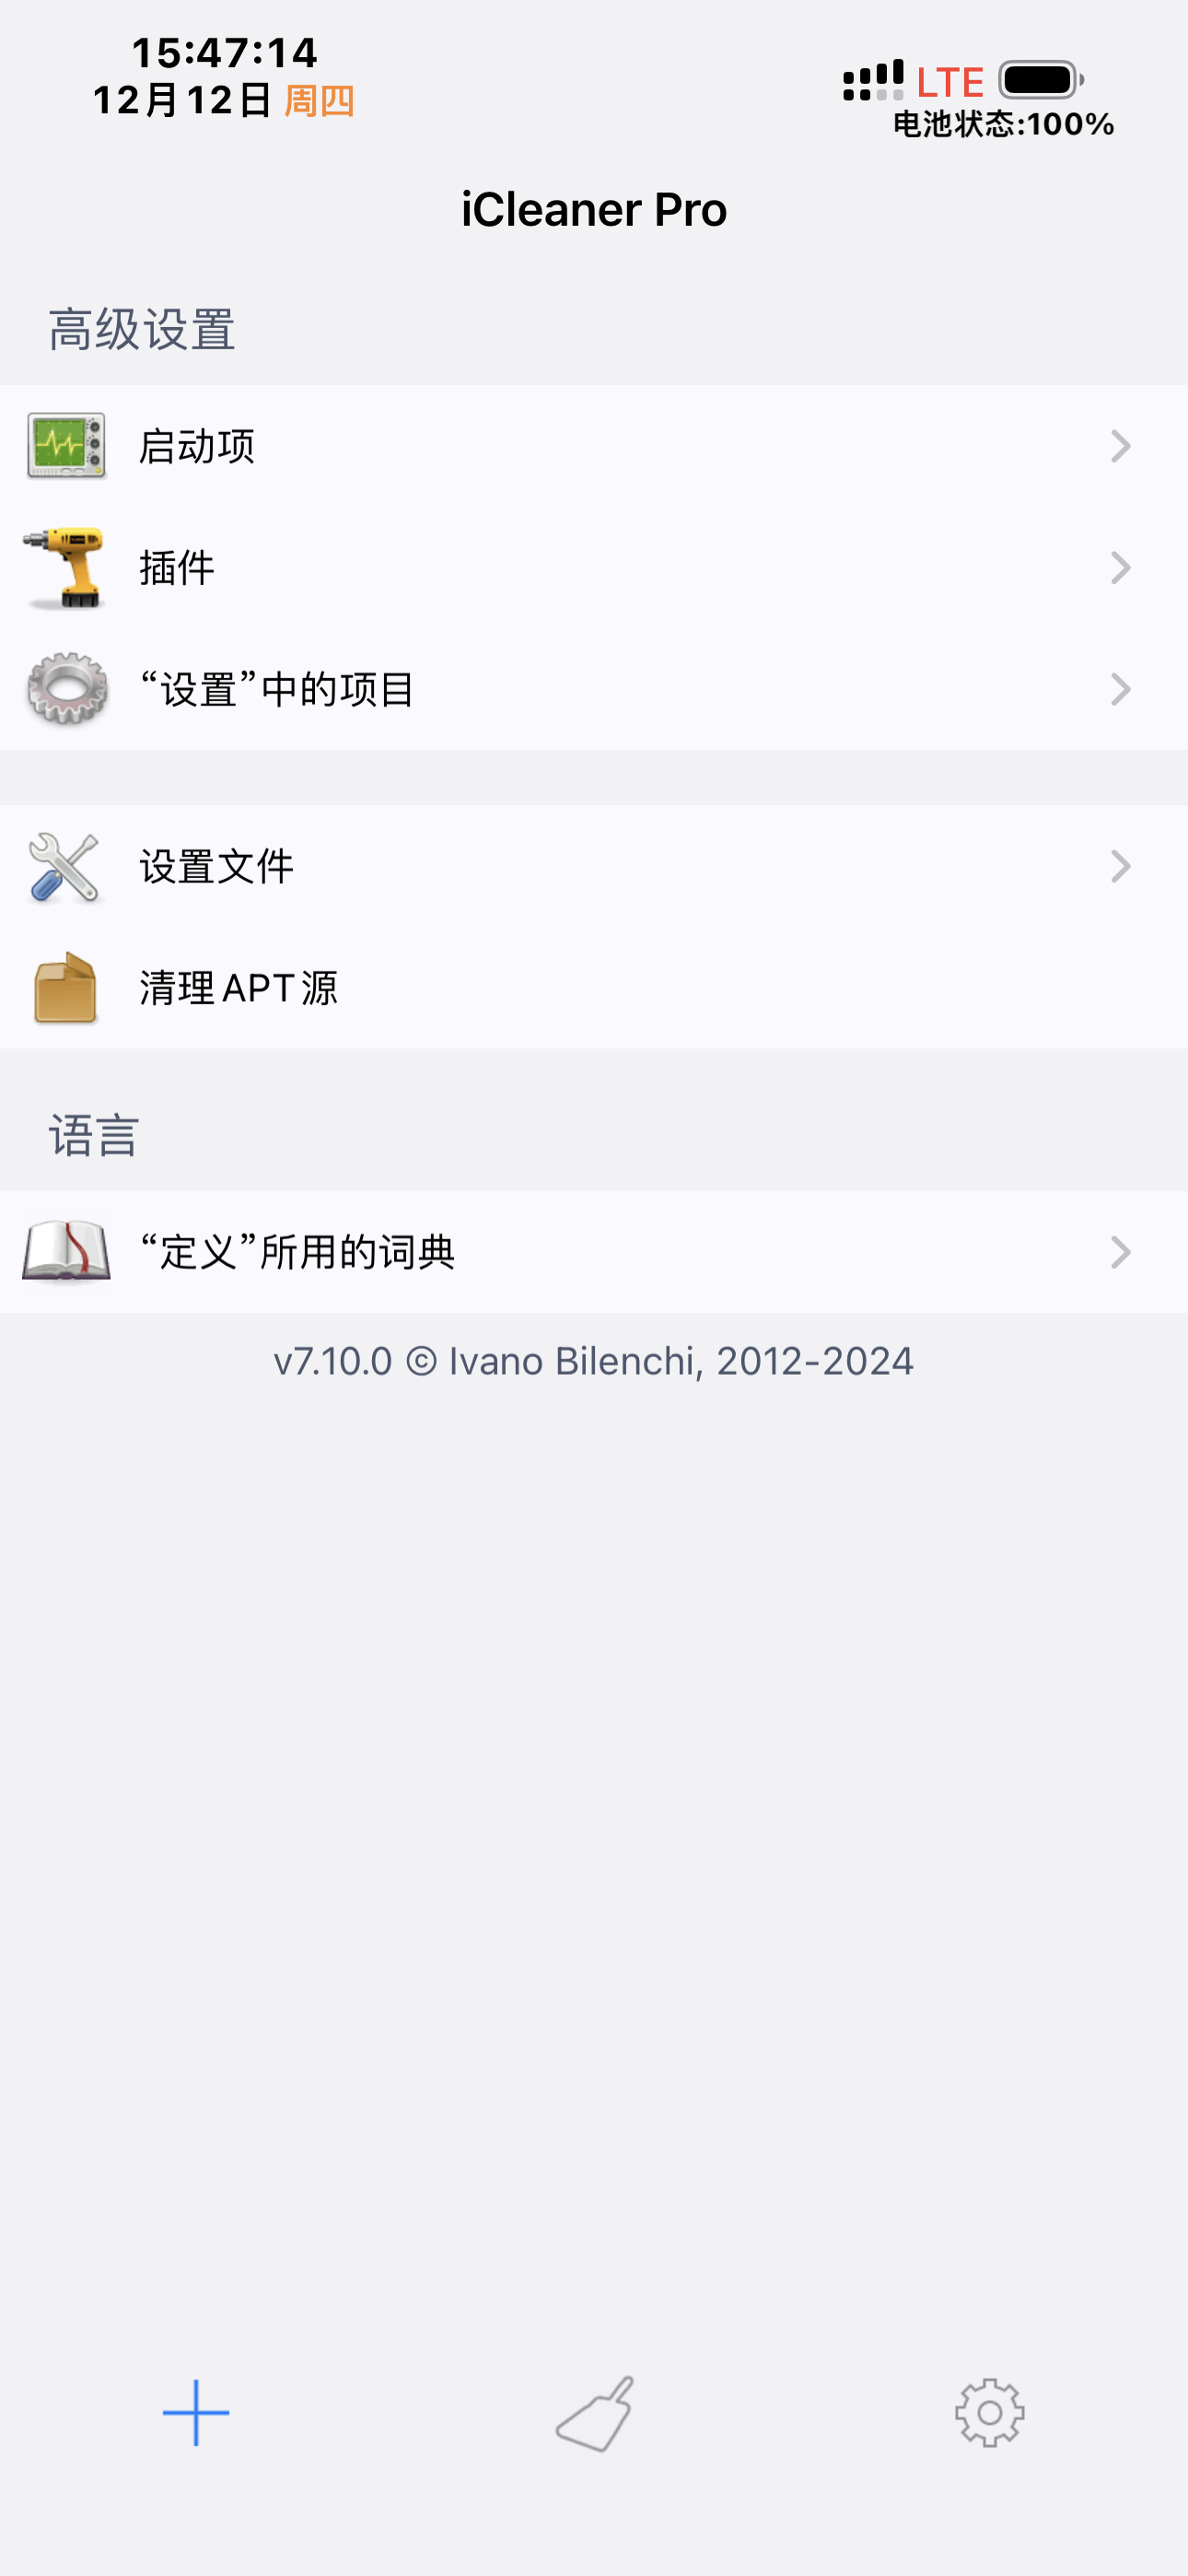 15:47:14
12月12日 周四
LTE
电池状态:100%
iCleaner Pro
高级设置
启动项
插件
“设置”中的项目
设置文件
清理APT源
语言
“定义”所用的词典
v7.10.0 © Ivano Bilenchi, 2012-2024